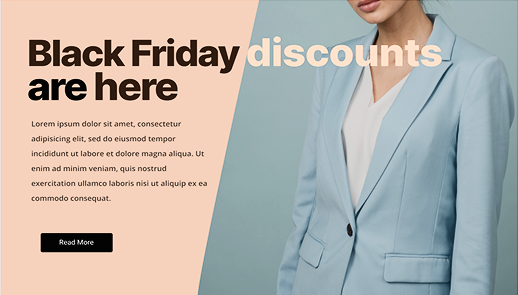 Black Friday discounts
are here
Lorem ipsum dolor sit amet, consectetur
adipisicing elit, sed do eiusmod tempor
incididunt ut labore et dolore magna aliqua. Ut
enim ad minim veniam, quis nostrud
exercitation ullamco laboris nisi ut aliquip ex ea
commodo consequat.
Read More